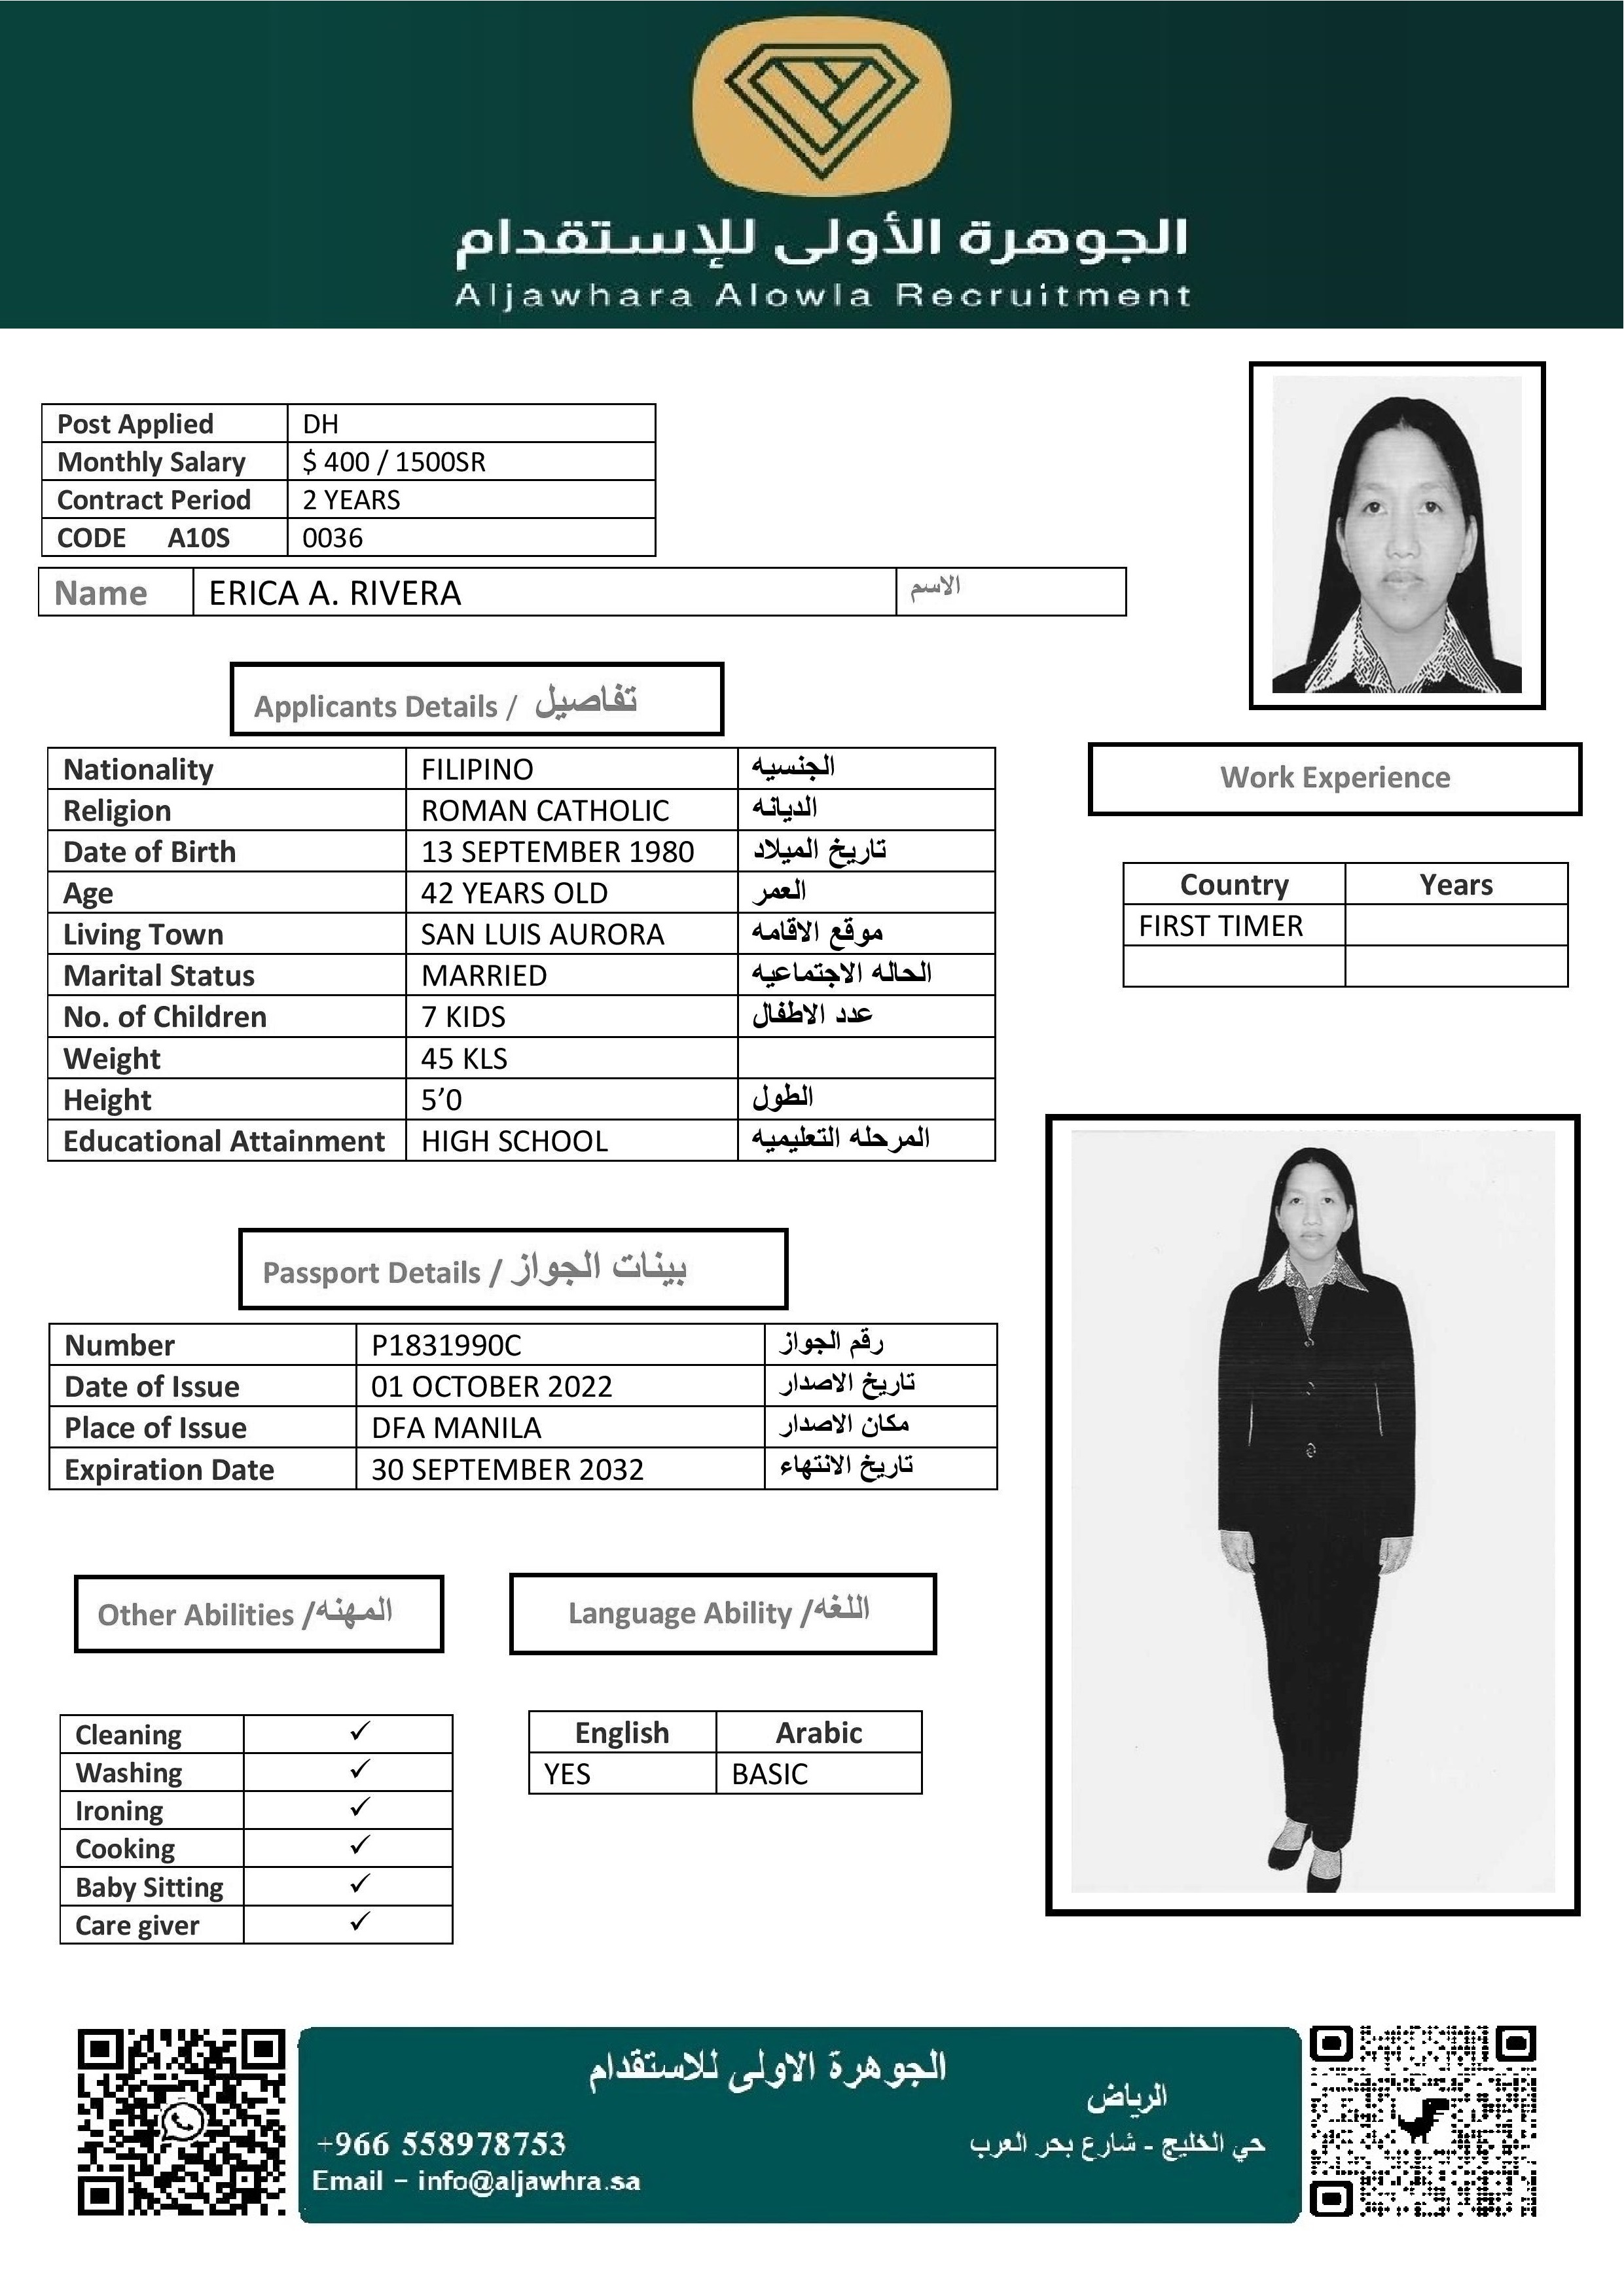 الجوهرة الأولى للإستقدام
Aljawhara Alowla Recruitment
Post Applied DH
Monthly Salary $ 400 / 1500SR
Contract Period 2 YEARS
CODE A10S 0036
Name ERICA A. RIVERA الاسم
Applicants Details / تفاصيل
Nationality FILIPINO الجنسيه
Religion ROMAN CATHOLIC الديانه
Date of Birth 13 SEPTEMBER 1980 تاريخ الميلاد
Age 42 YEARS OLD العمر
Living Town SAN LUIS AURORA موقع الاقامه
Marital Status MARRIED الحاله الاجتماعيه
No. of Children 7 KIDS عدد الاطفال
Weight 45 KLS
Height 5’0 الطول
Educational Attainment HIGH SCHOOL المرحله التعليميه
Work Experience
Country Years
FIRST TIMER
Passport Details / بينات الجواز
Number P1831990C رقم الجواز
Date of Issue 01 OCTOBER 2022 تاريخ الاصدار
Place of Issue DFA MANILA مكان الاصدار
Expiration Date 30 SEPTEMBER 2032 تاريخ الانتهاء
Other Abilities /المهنه
Cleaning ✓
Washing ✓
Ironing ✓
Cooking ✓
Baby Sitting ✓
Care giver ✓
Language Ability /اللغه
English Arabic
YES BASIC
الجوهرة الاولى للاستقدام
الرياض
حي الخليج - شارع بحر العرب
+966 558978753
Email - info@aljawhra.sa